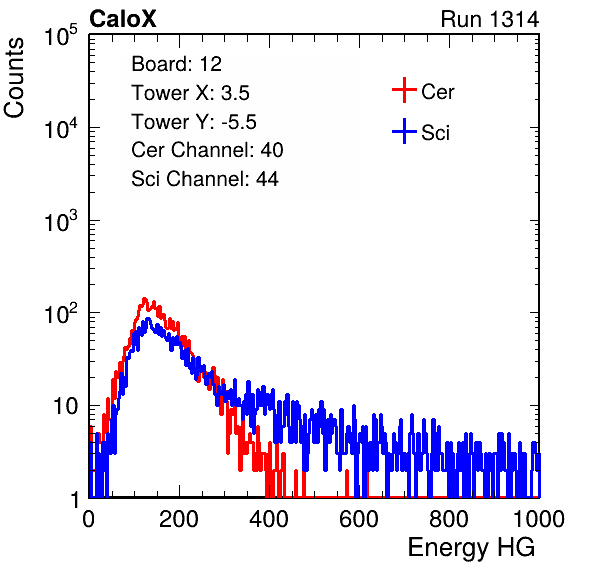 CaloX Run 1314
Counts
10^5
10^4
10^3
10^2
10
1
Board: 12
Tower X: 3.5
Tower Y: -5.5
Cer Channel: 40
Sci Channel: 44
Cer
Sci
0 200 400 600 800 1000
Energy HG